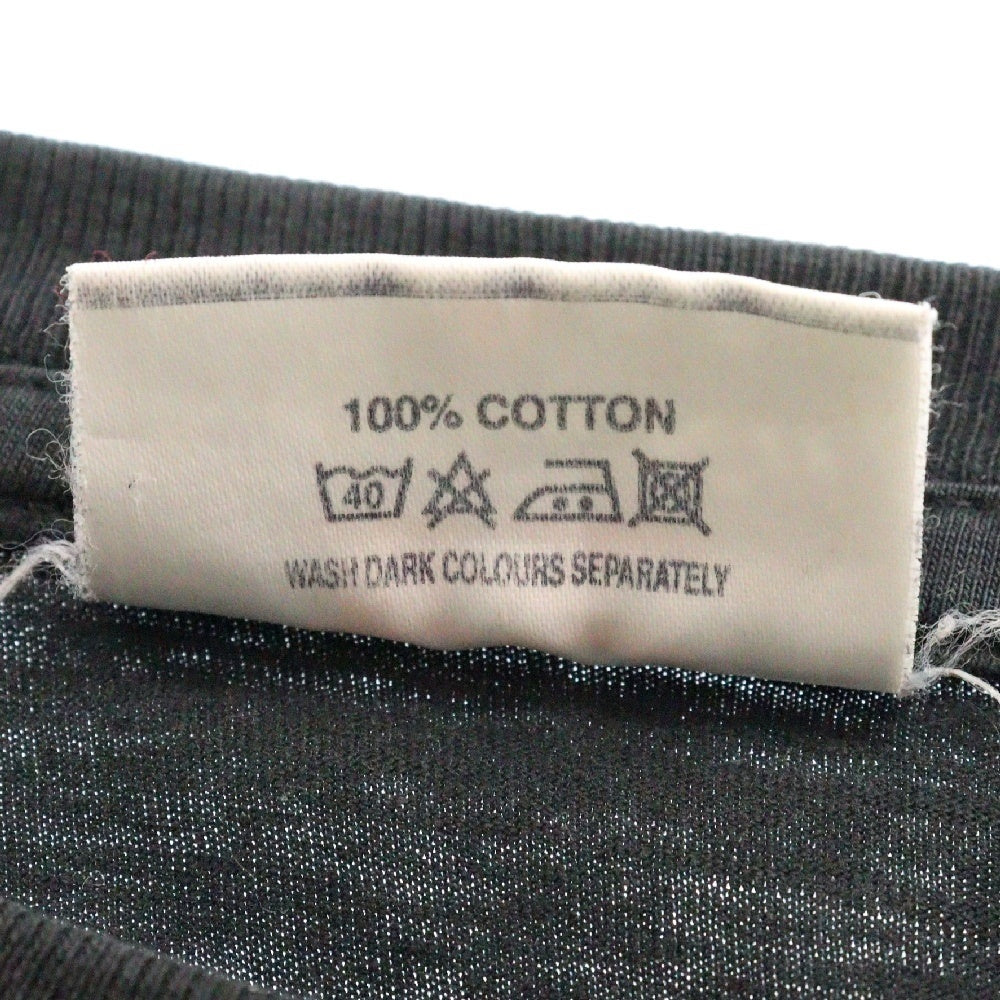 100% COTTON
40
WASH DARK COLOURS SEPARATELY